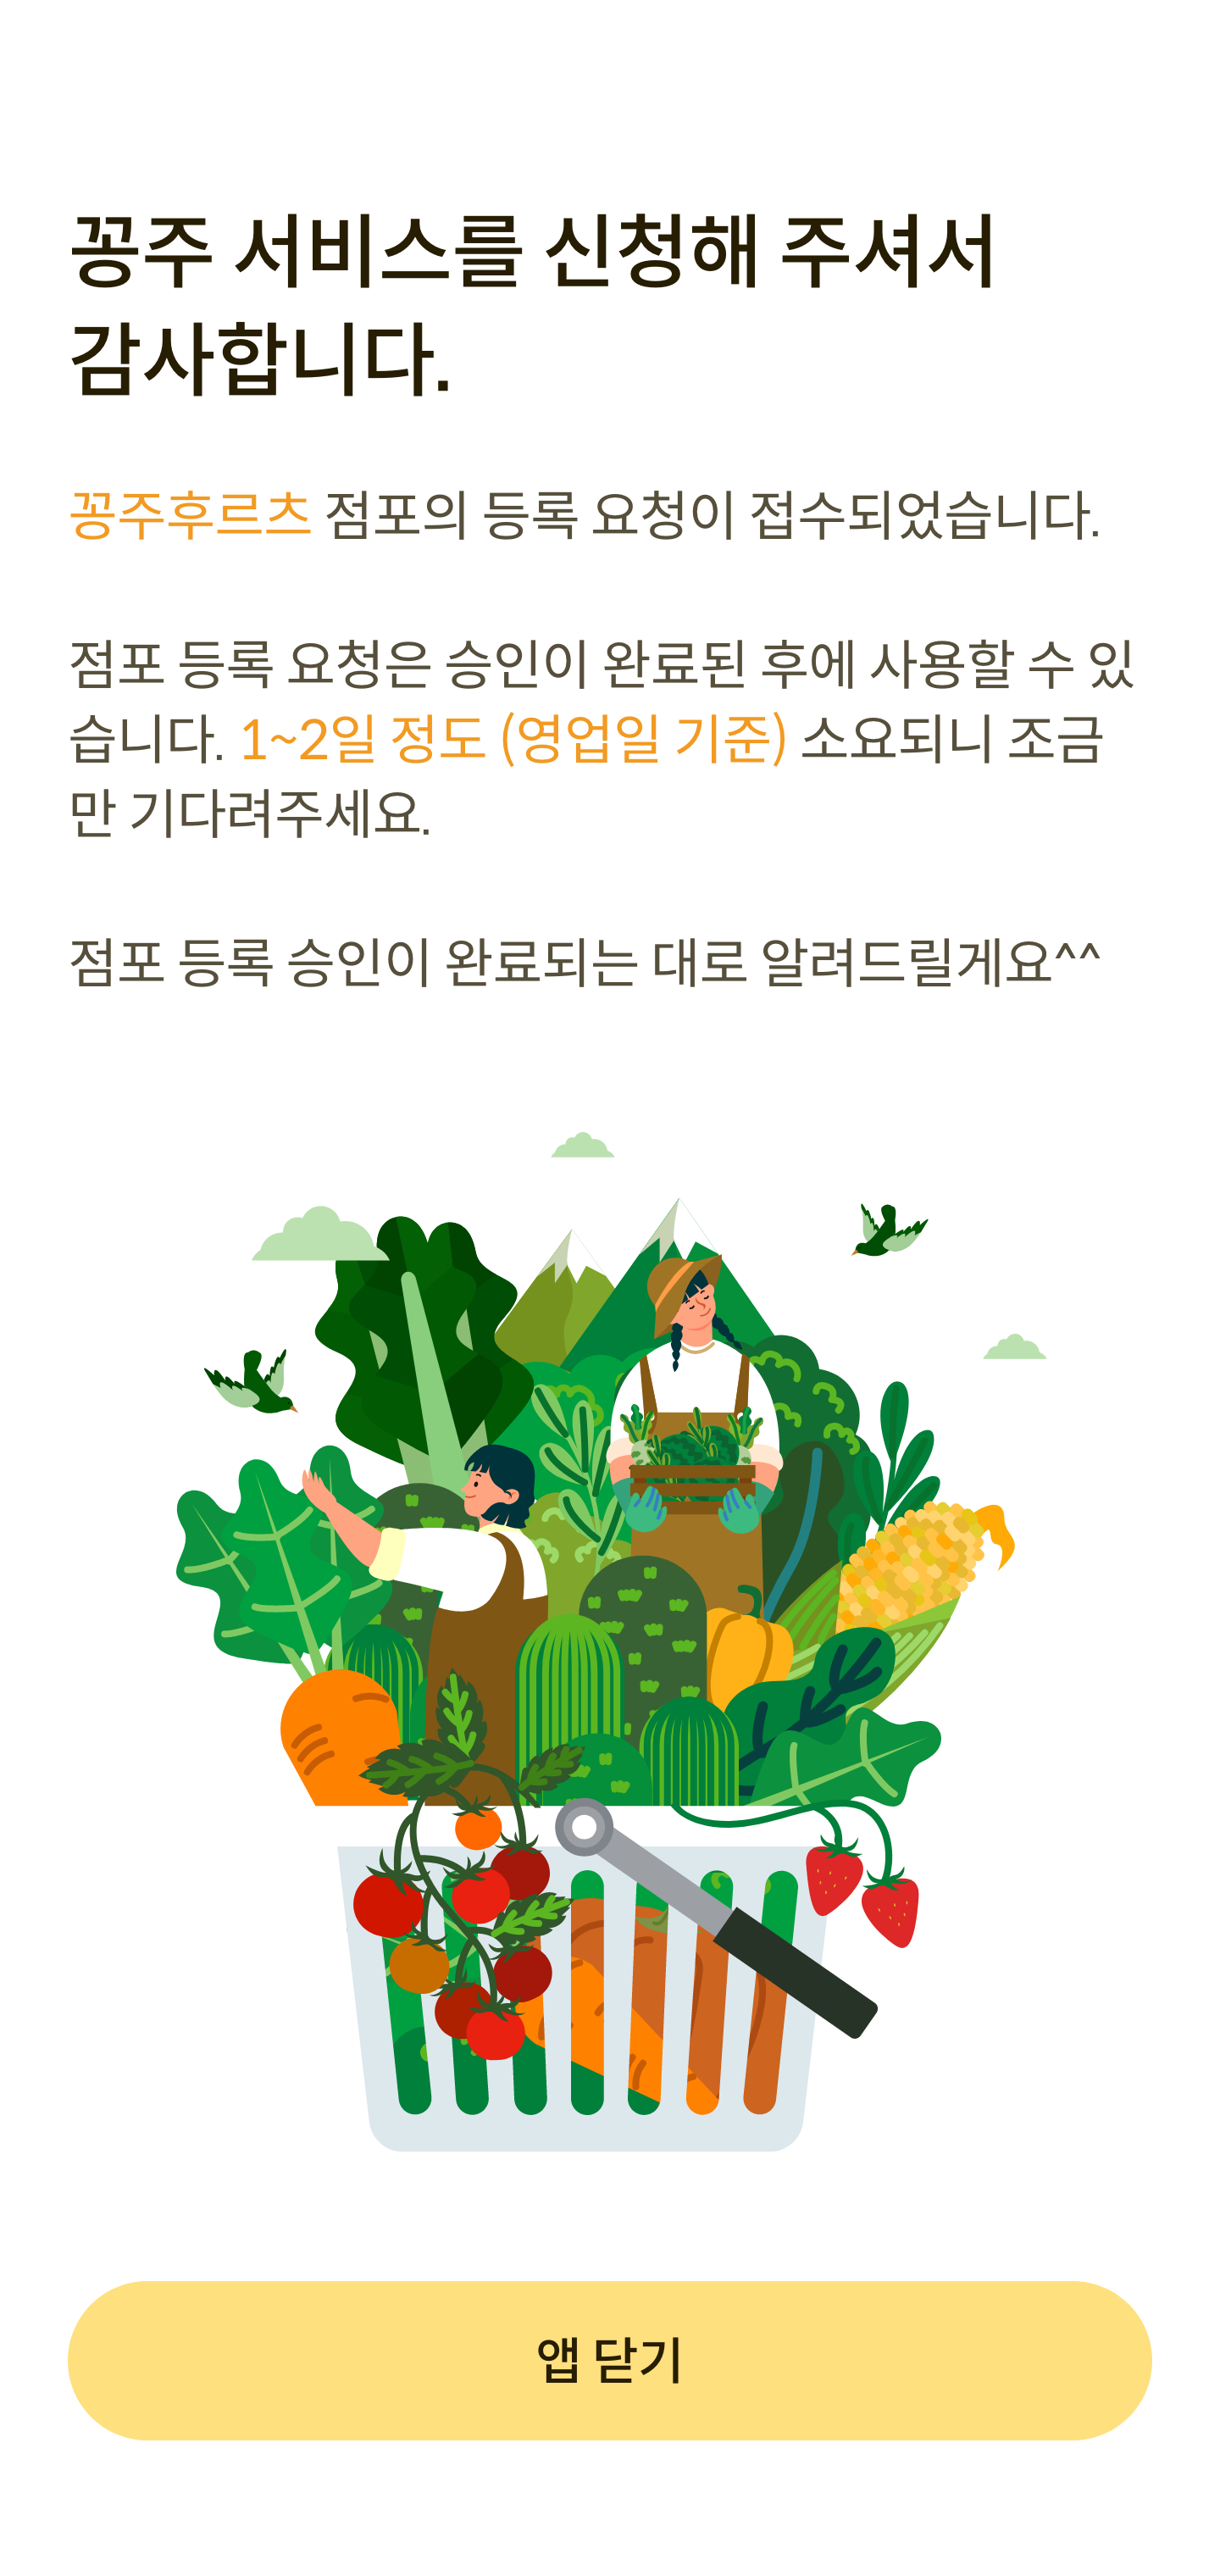 꽁주 서비스를 신청해 주셔서
감사합니다.
꽁주후르츠 점포의 등록 요청이 접수되었습니다.
점포 등록 요청은 승인이 완료된 후에 사용할 수 있
습니다. 1~2일 정도 (영업일 기준) 소요되니 조금
만 기다려주세요.
점포 등록 승인이 완료되는 대로 알려드릴게요^^
앱 닫기